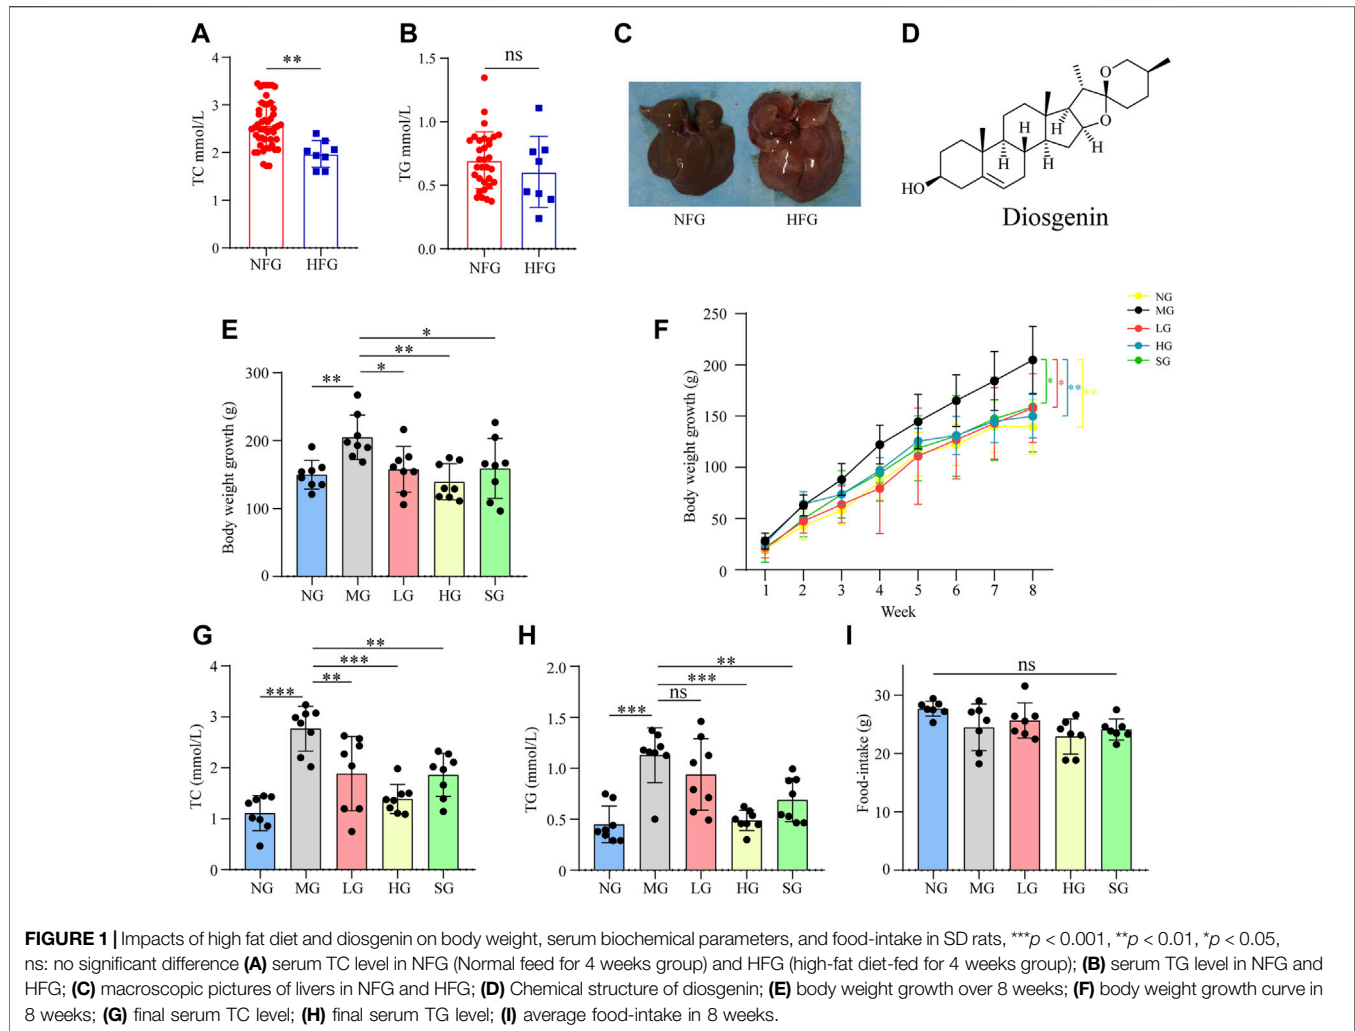 A
B
C
D
4
3
2
1
0
TC mmol/L
**
NFG
HFG
1.5
1.0
0.5
0.0
TG mmol/L
ns
NFG
HFG
NFG
HFG
HO
H
H
H
H
H
O
O
Diosgenin
E
300
200
100
0
Body weight growth (g)
**
*
**
*
NG
MG
LG
HG
SG
F
250
200
150
100
50
0
Body weight growth (g)
1
2
3
4
5
6
7
8
Week
NG
MG
LG
HG
SG
*
*
**
**
G
4
3
2
1
0
TC (mmol/L)
***
**
***
**
NG
MG
LG
HG
SG
H
2.0
1.5
1.0
0.5
0
TG (mmol/L)
***
ns
***
**
NG
MG
LG
HG
SG
I
30
20
10
0
Food-intake (g)
ns
NG
MG
LG
HG
SG
FIGURE 1 | Impacts of high fat diet and diosgenin on body weight, serum biochemical parameters, and food-intake in SD rats, ***p < 0.001, **p < 0.01, *p < 0.05,
ns: no significant difference (A) serum TC level in NFG (Normal feed for 4 weeks group) and HFG (high-fat diet-fed for 4 weeks group); (B) serum TG level in NFG and
HFG; (C) macroscopic pictures of livers in NFG and HFG; (D) Chemical structure of diosgenin; (E) body weight growth over 8 weeks; (F) body weight growth curve in
8 weeks; (G) final serum TC level; (H) final serum TG level; (I) average food-intake in 8 weeks.